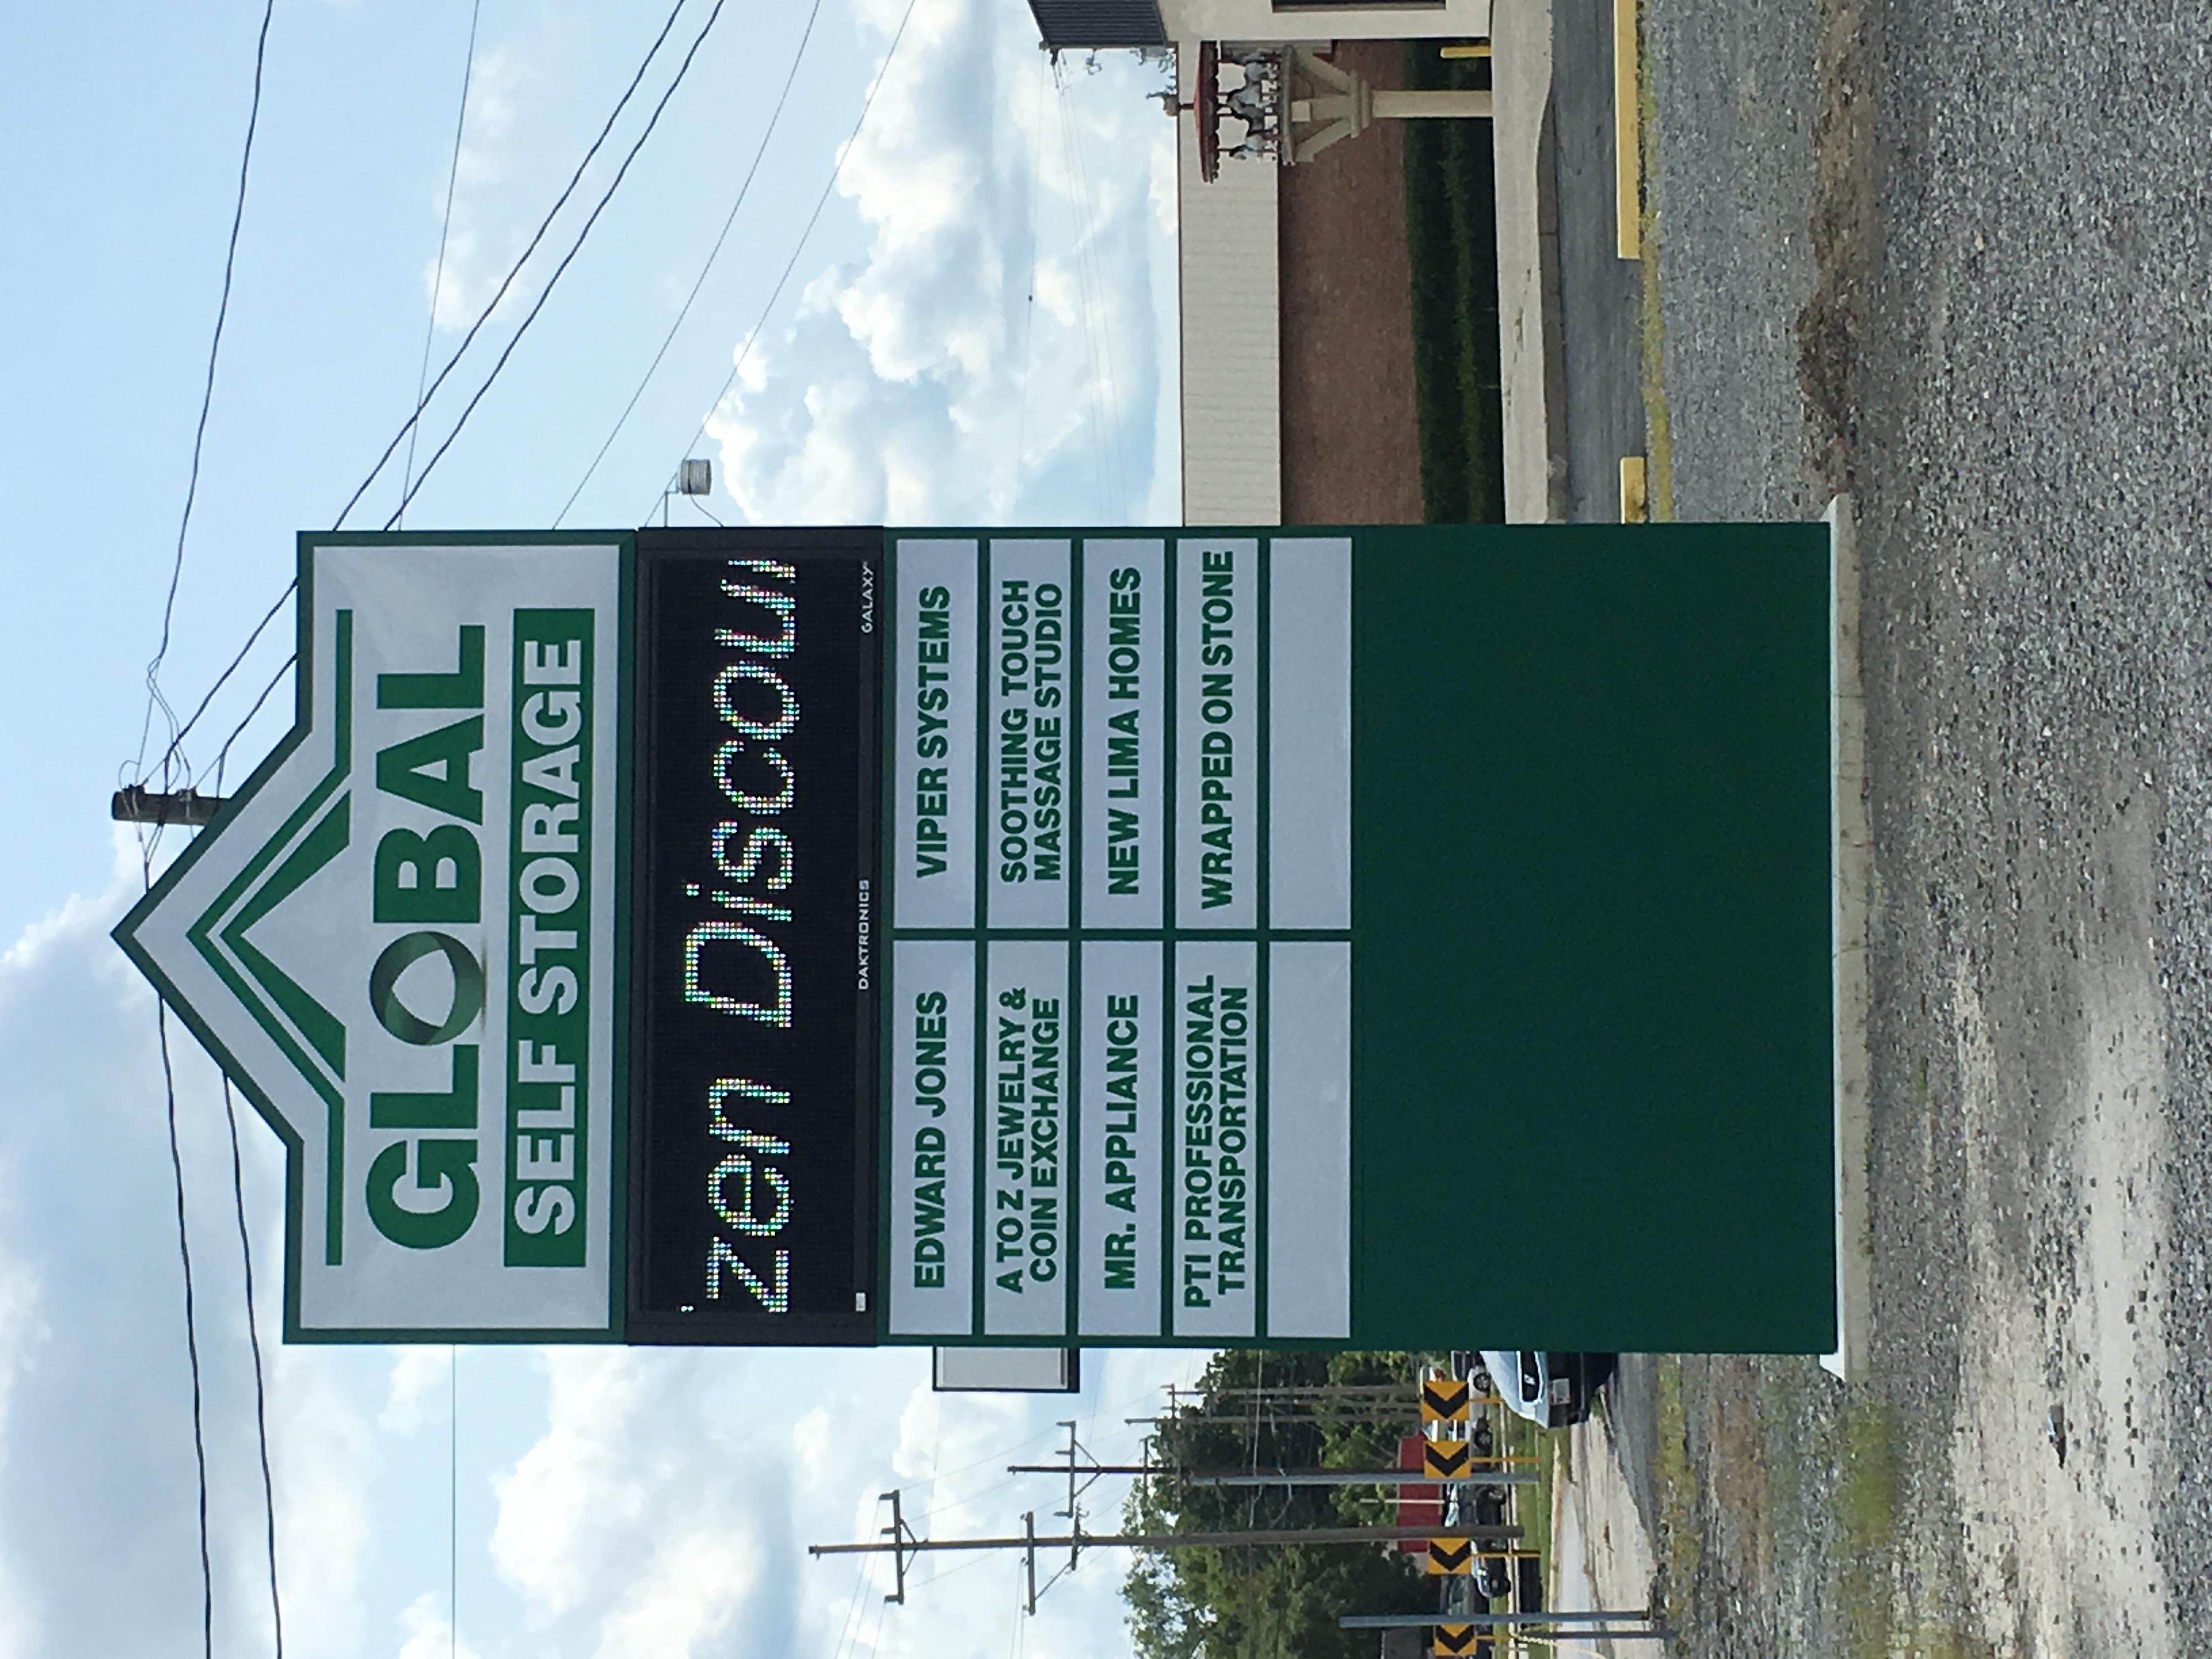 GLOBAL
SELF STORAGE
zen Discoun
DAKTRONICS
GALAXY
EDWARD JONES
VIPER SYSTEMS
A TO Z JEWELRY &
COIN EXCHANGE
SOOTHING TOUCH
MASSAGE STUDIO
MR. APPLIANCE
NEW LIMA HOMES
PTI PROFESSIONAL
TRANSPORTATION
WRAPPED ON STONE